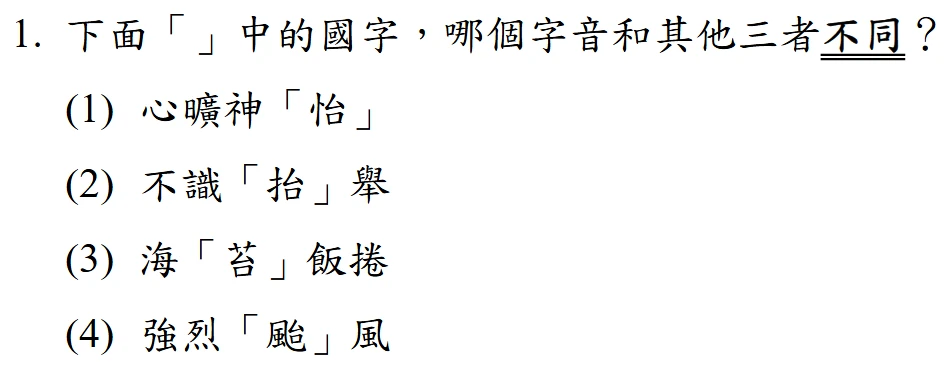 1. 下面「」中的國字，哪個字音和其他三者不同？
(1) 心曠神「怡」
(2) 不識「抬」舉
(3) 海「苔」飯捲
(4) 強烈「颱」風